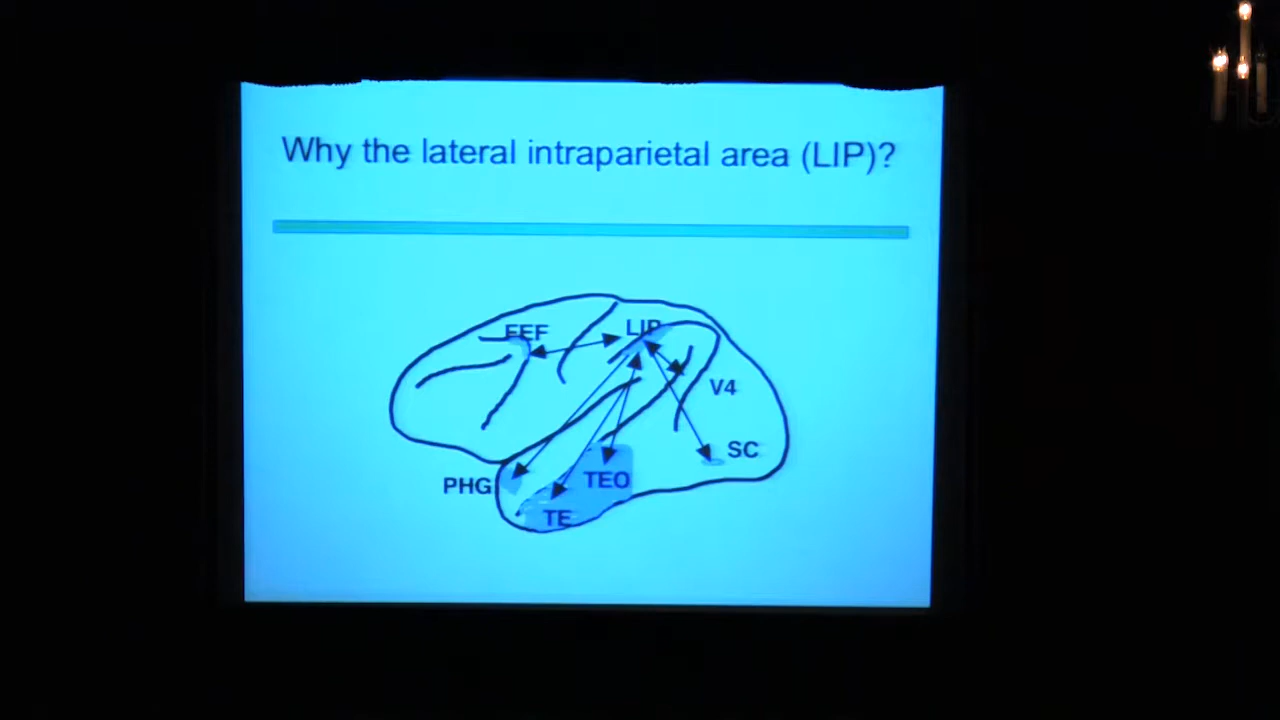 Why the lateral intraparietal area (LIP)?
FEF
LIP
V4
SC
PHG
TEO
TE